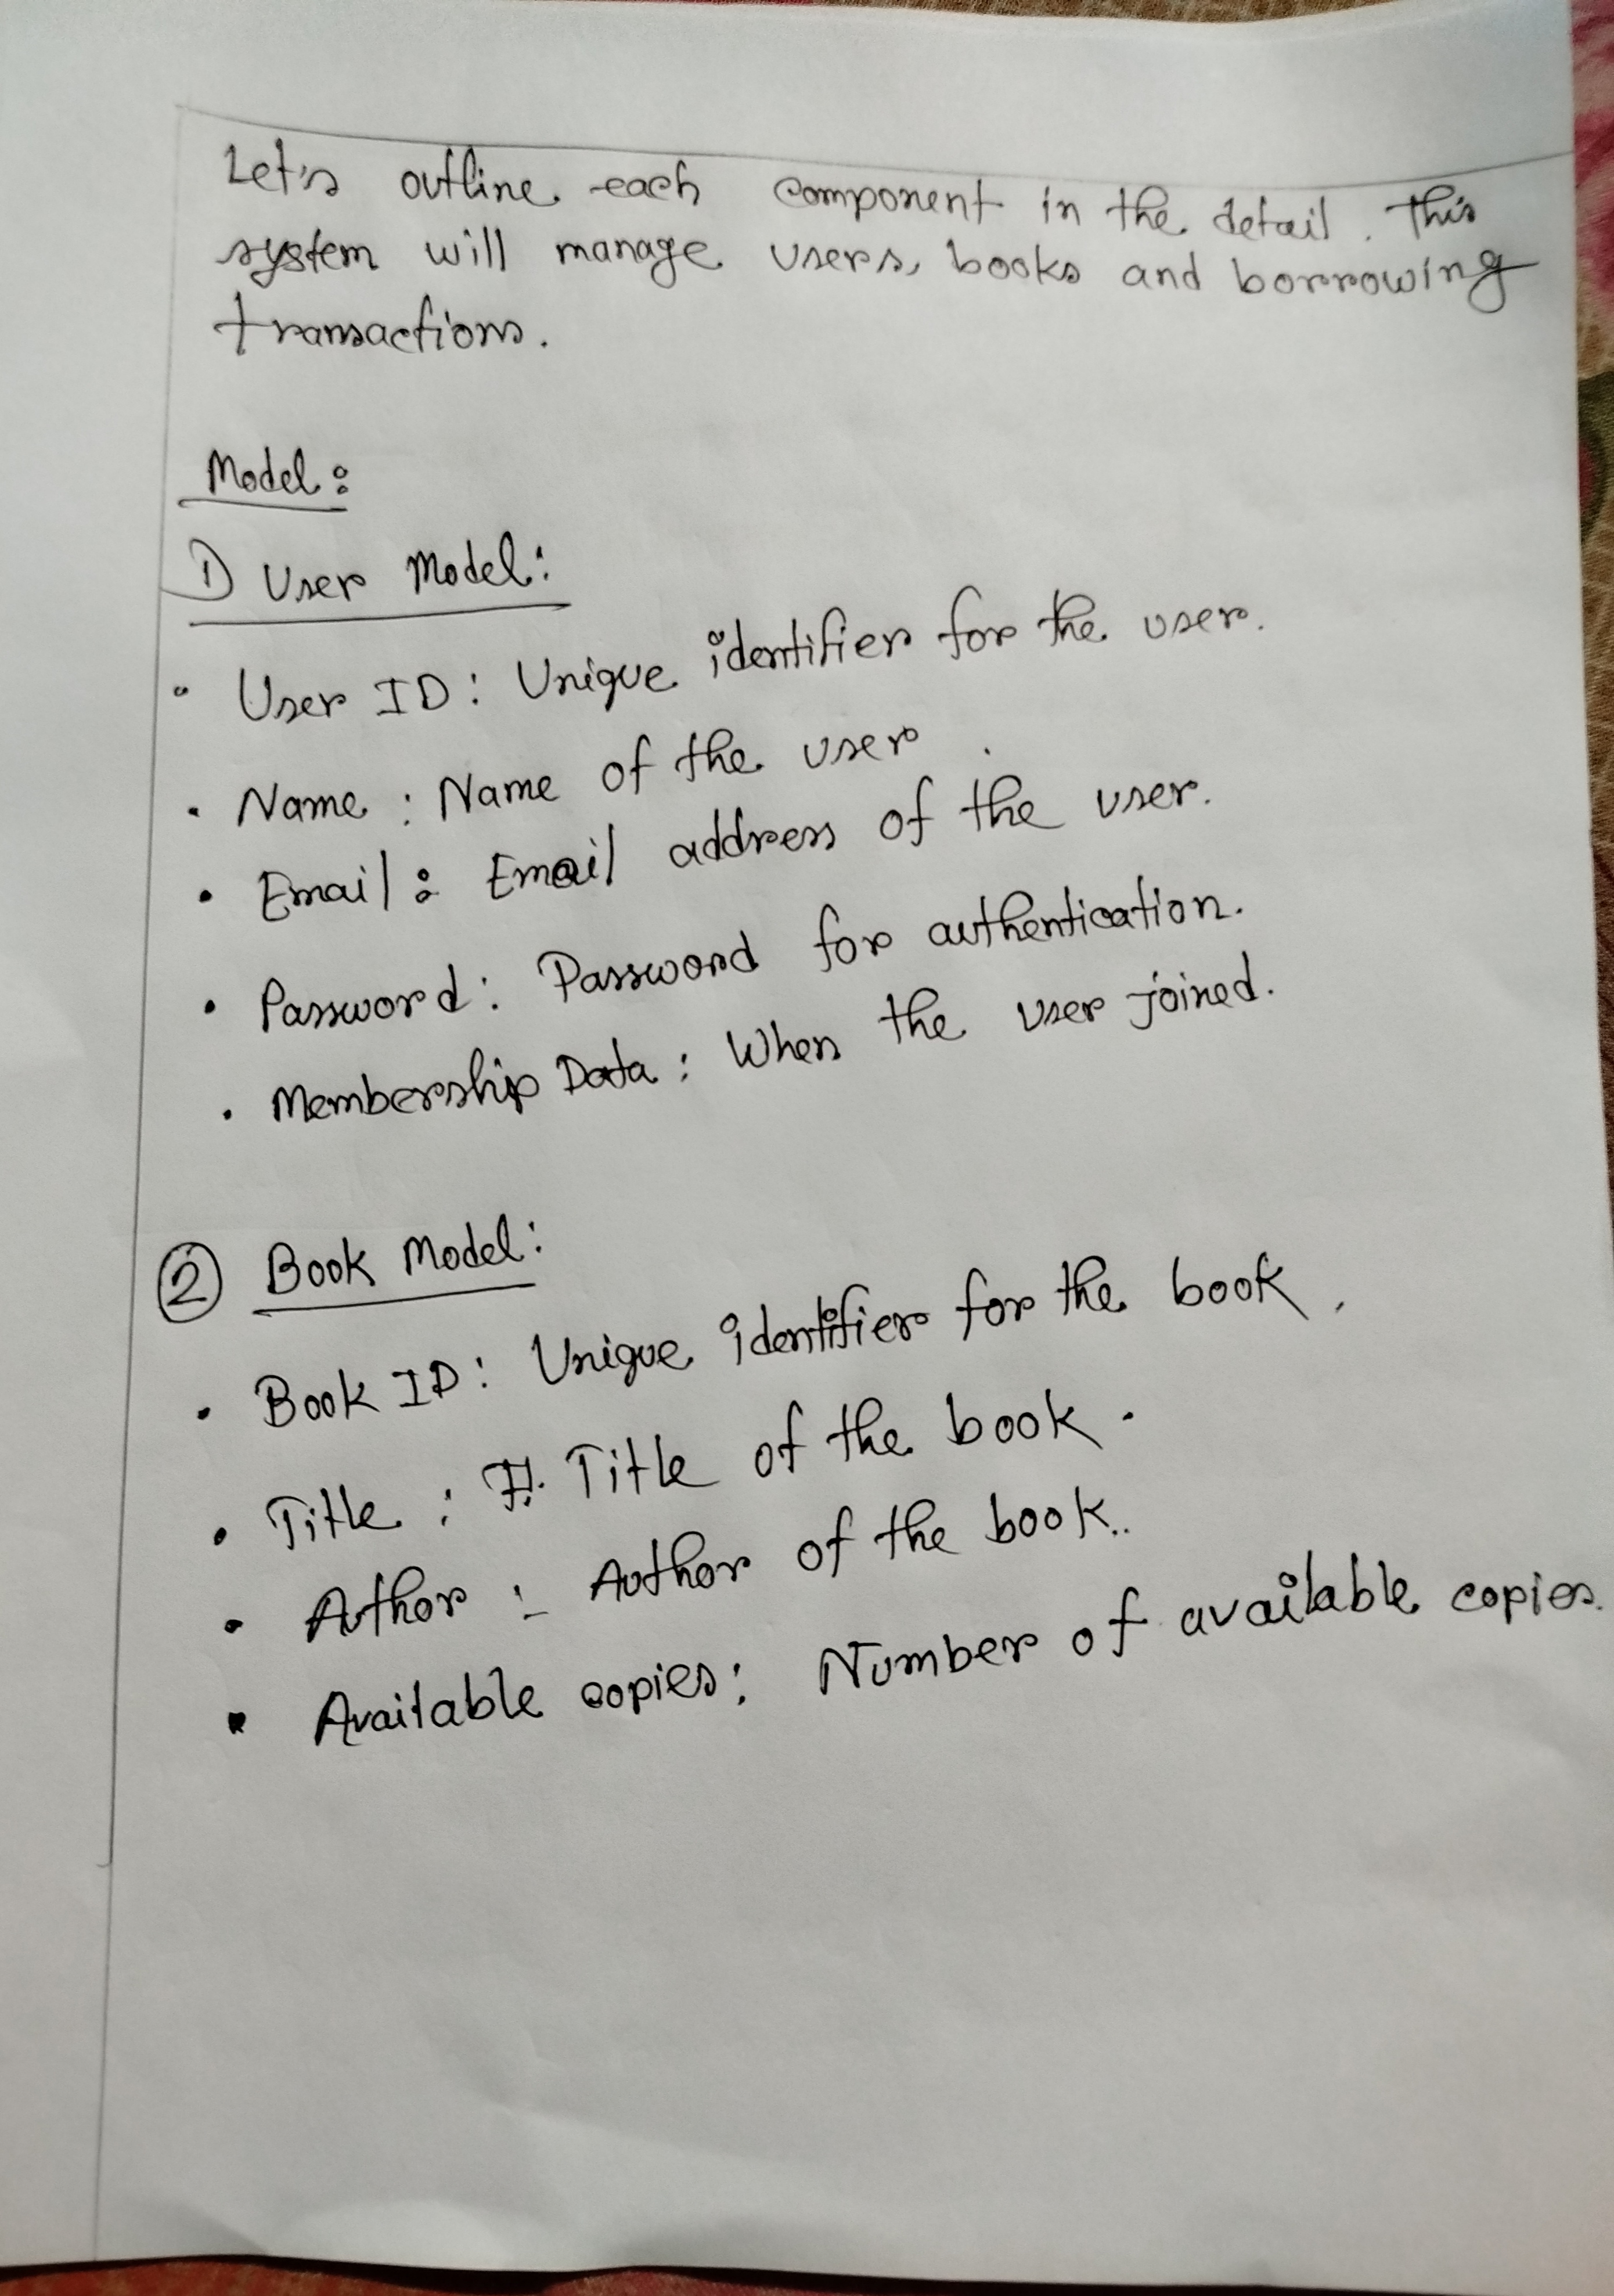 Let's outline each component in the detail. This
system will manage users, books and borrowing
transactions.
Model:
1) User Model:
• User ID: Unique identifier for the user.
• Name: Name of the user.
• Email: Email address of the user.
• Password: Password for authentication.
• Membership Data: When the user joined.
2 Book Model:
• Book ID: Unique identifier for the book.
• Title: Title of the book.
• Author: Author of the book..
• Available copies: Number of available copies.